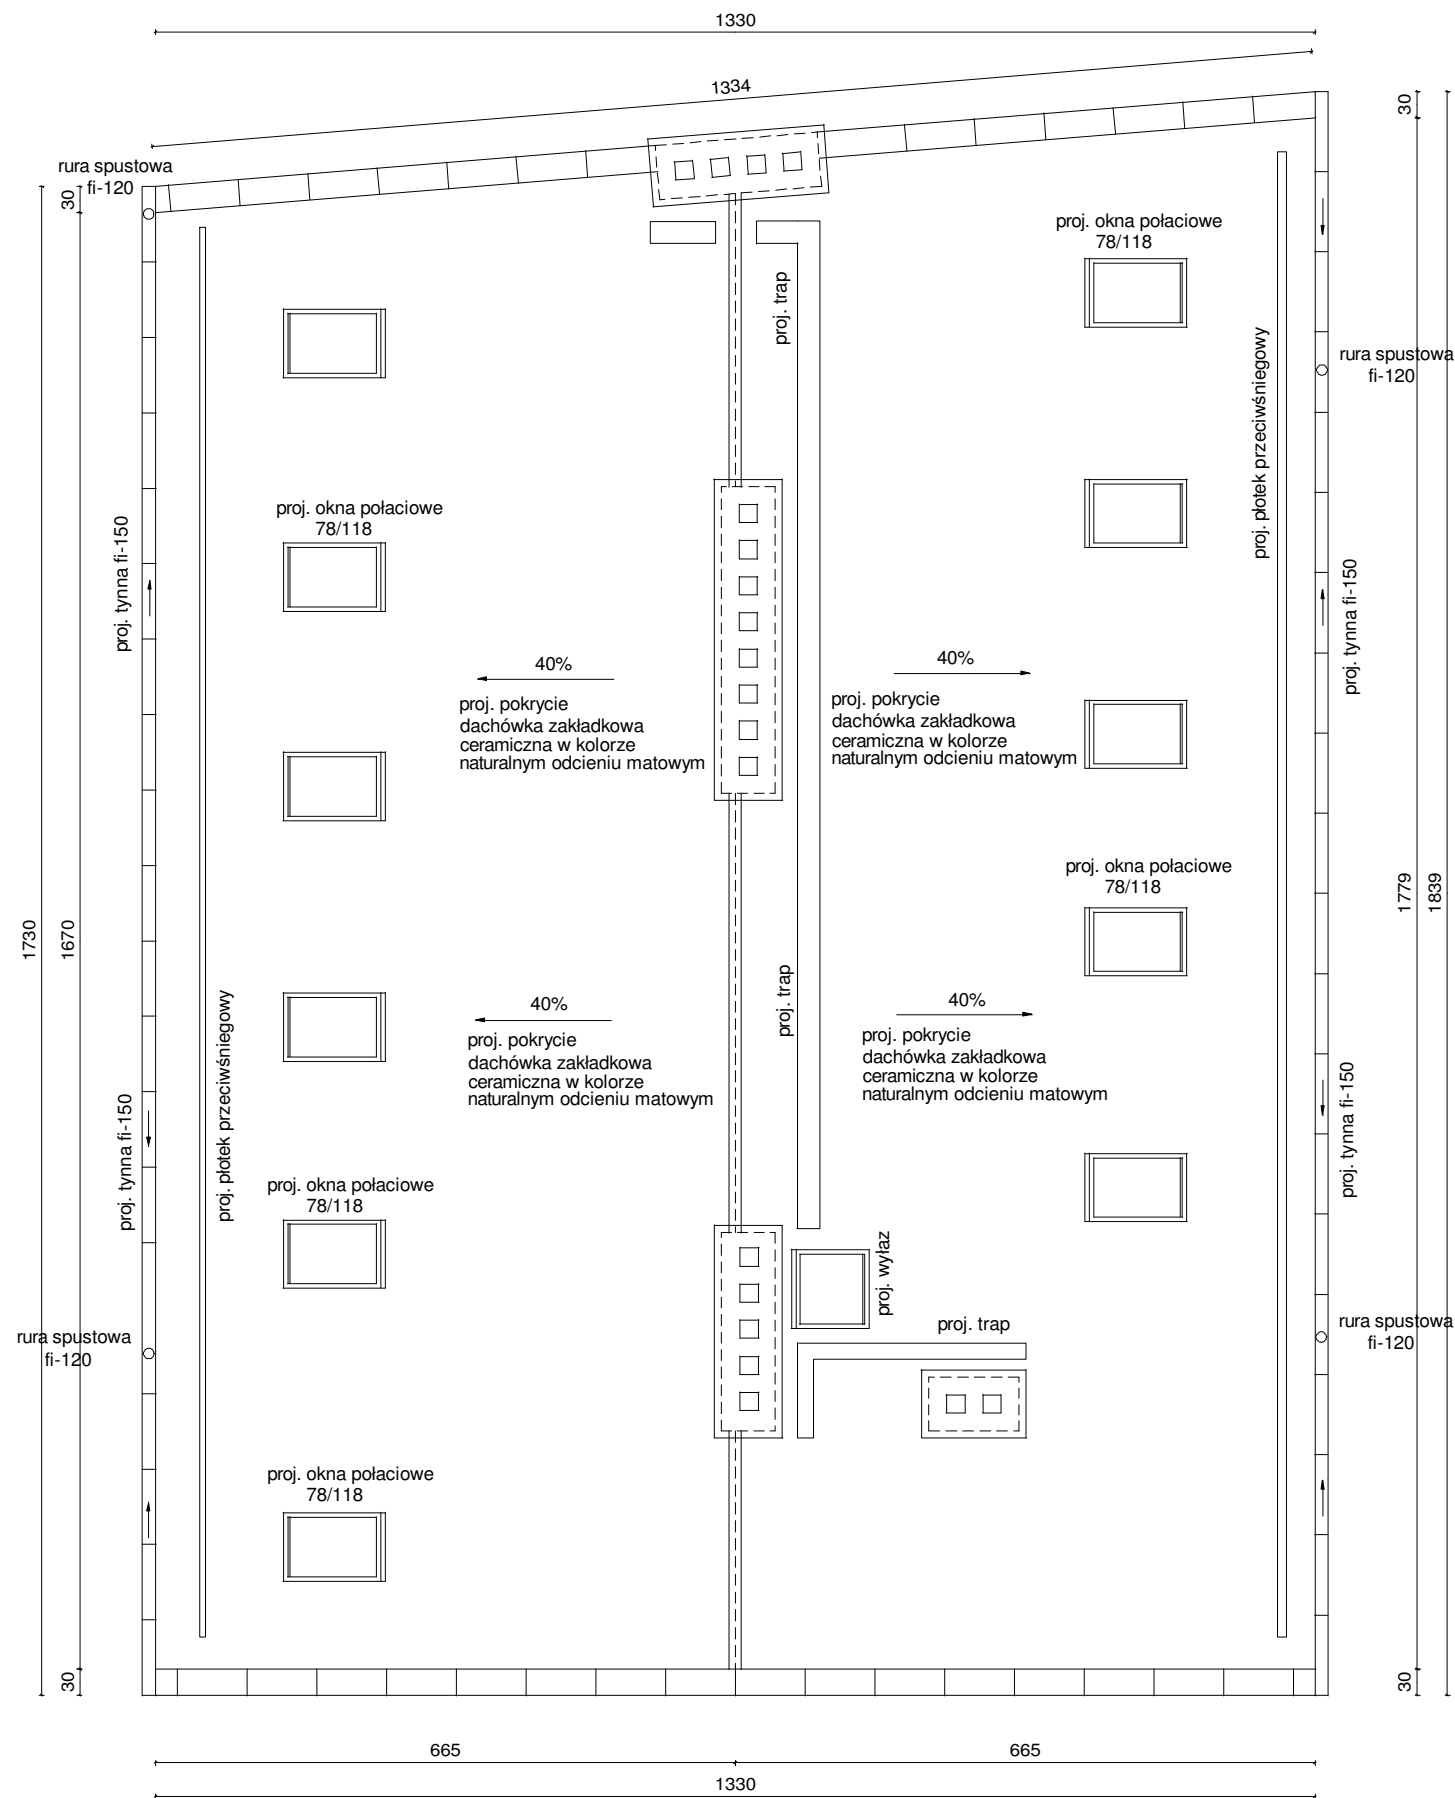 1330
1334
30
rura spustowa
fi-120
30
proj. okna połaciowe
78/118
proj. trap
rura spustowa
fi-120
proj. płotek przeciwśniegowy
proj. okna połaciowe
78/118
proj. tynna fi-150
proj. tynna fi-150
40%
proj. pokrycie
dachówka zakładkowa
ceramiczna w kolorze
naturalnym odcieniu matowym
40%
proj. pokrycie
dachówka zakładkowa
ceramiczna w kolorze
naturalnym odcieniu matowym
proj. okna połaciowe
78/118
1730
1670
1779
1839
proj. trap
40%
proj. pokrycie
dachówka zakładkowa
ceramiczna w kolorze
naturalnym odcieniu matowym
40%
proj. pokrycie
dachówka zakładkowa
ceramiczna w kolorze
naturalnym odcieniu matowym
proj. tynna fi-150
proj. płotek przeciwśniegowy
proj. tynna fi-150
proj. okna połaciowe
78/118
proj. wyłaz
rura spustowa
fi-120
proj. trap
rura spustowa
fi-120
proj. okna połaciowe
78/118
30
30
665
665
1330